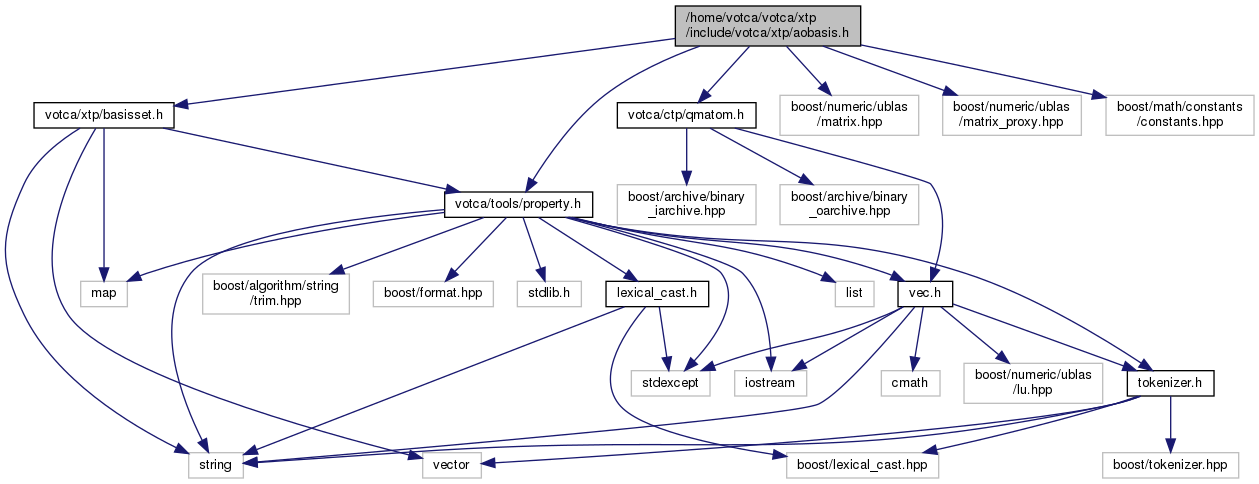 /home/votca/votca/xtp
/include/votca/xtp/aobasis.h
votca/xtp/basisset.h
votca/ctp/qmatom.h
boost/numeric/ublas
/matrix.hpp
boost/numeric/ublas
/matrix_proxy.hpp
boost/math/constants
/constants.hpp
votca/tools/property.h
boost/archive/binary
_iarchive.hpp
boost/archive/binary
_oarchive.hpp
map
boost/algorithm/string
/trim.hpp
boost/format.hpp
stdlib.h
lexical_cast.h
list
vec.h
stdexcept
iostream
cmath
boost/numeric/ublas
/lu.hpp
tokenizer.h
string
vector
boost/lexical_cast.hpp
boost/tokenizer.hpp